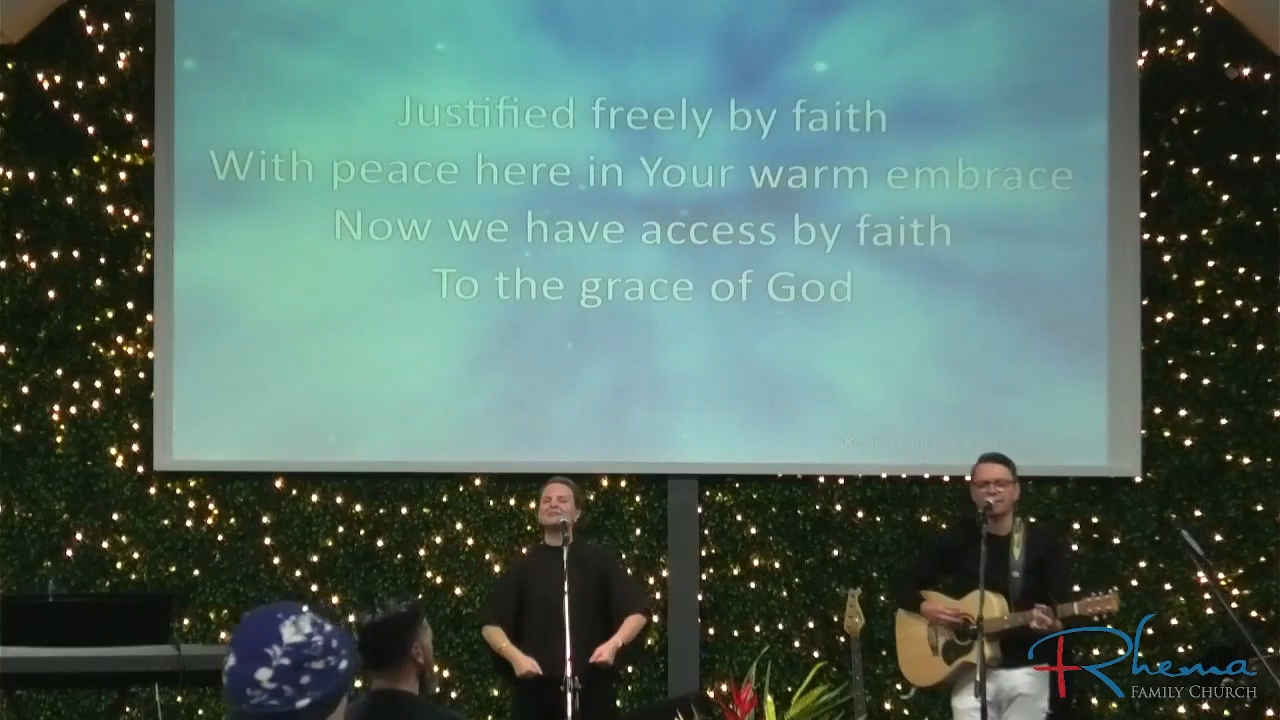 Justified freely by faith
With peace here in Your warm embrace
Now we have access by faith
To the grace of God
Rhema
FAMILY CHURCH